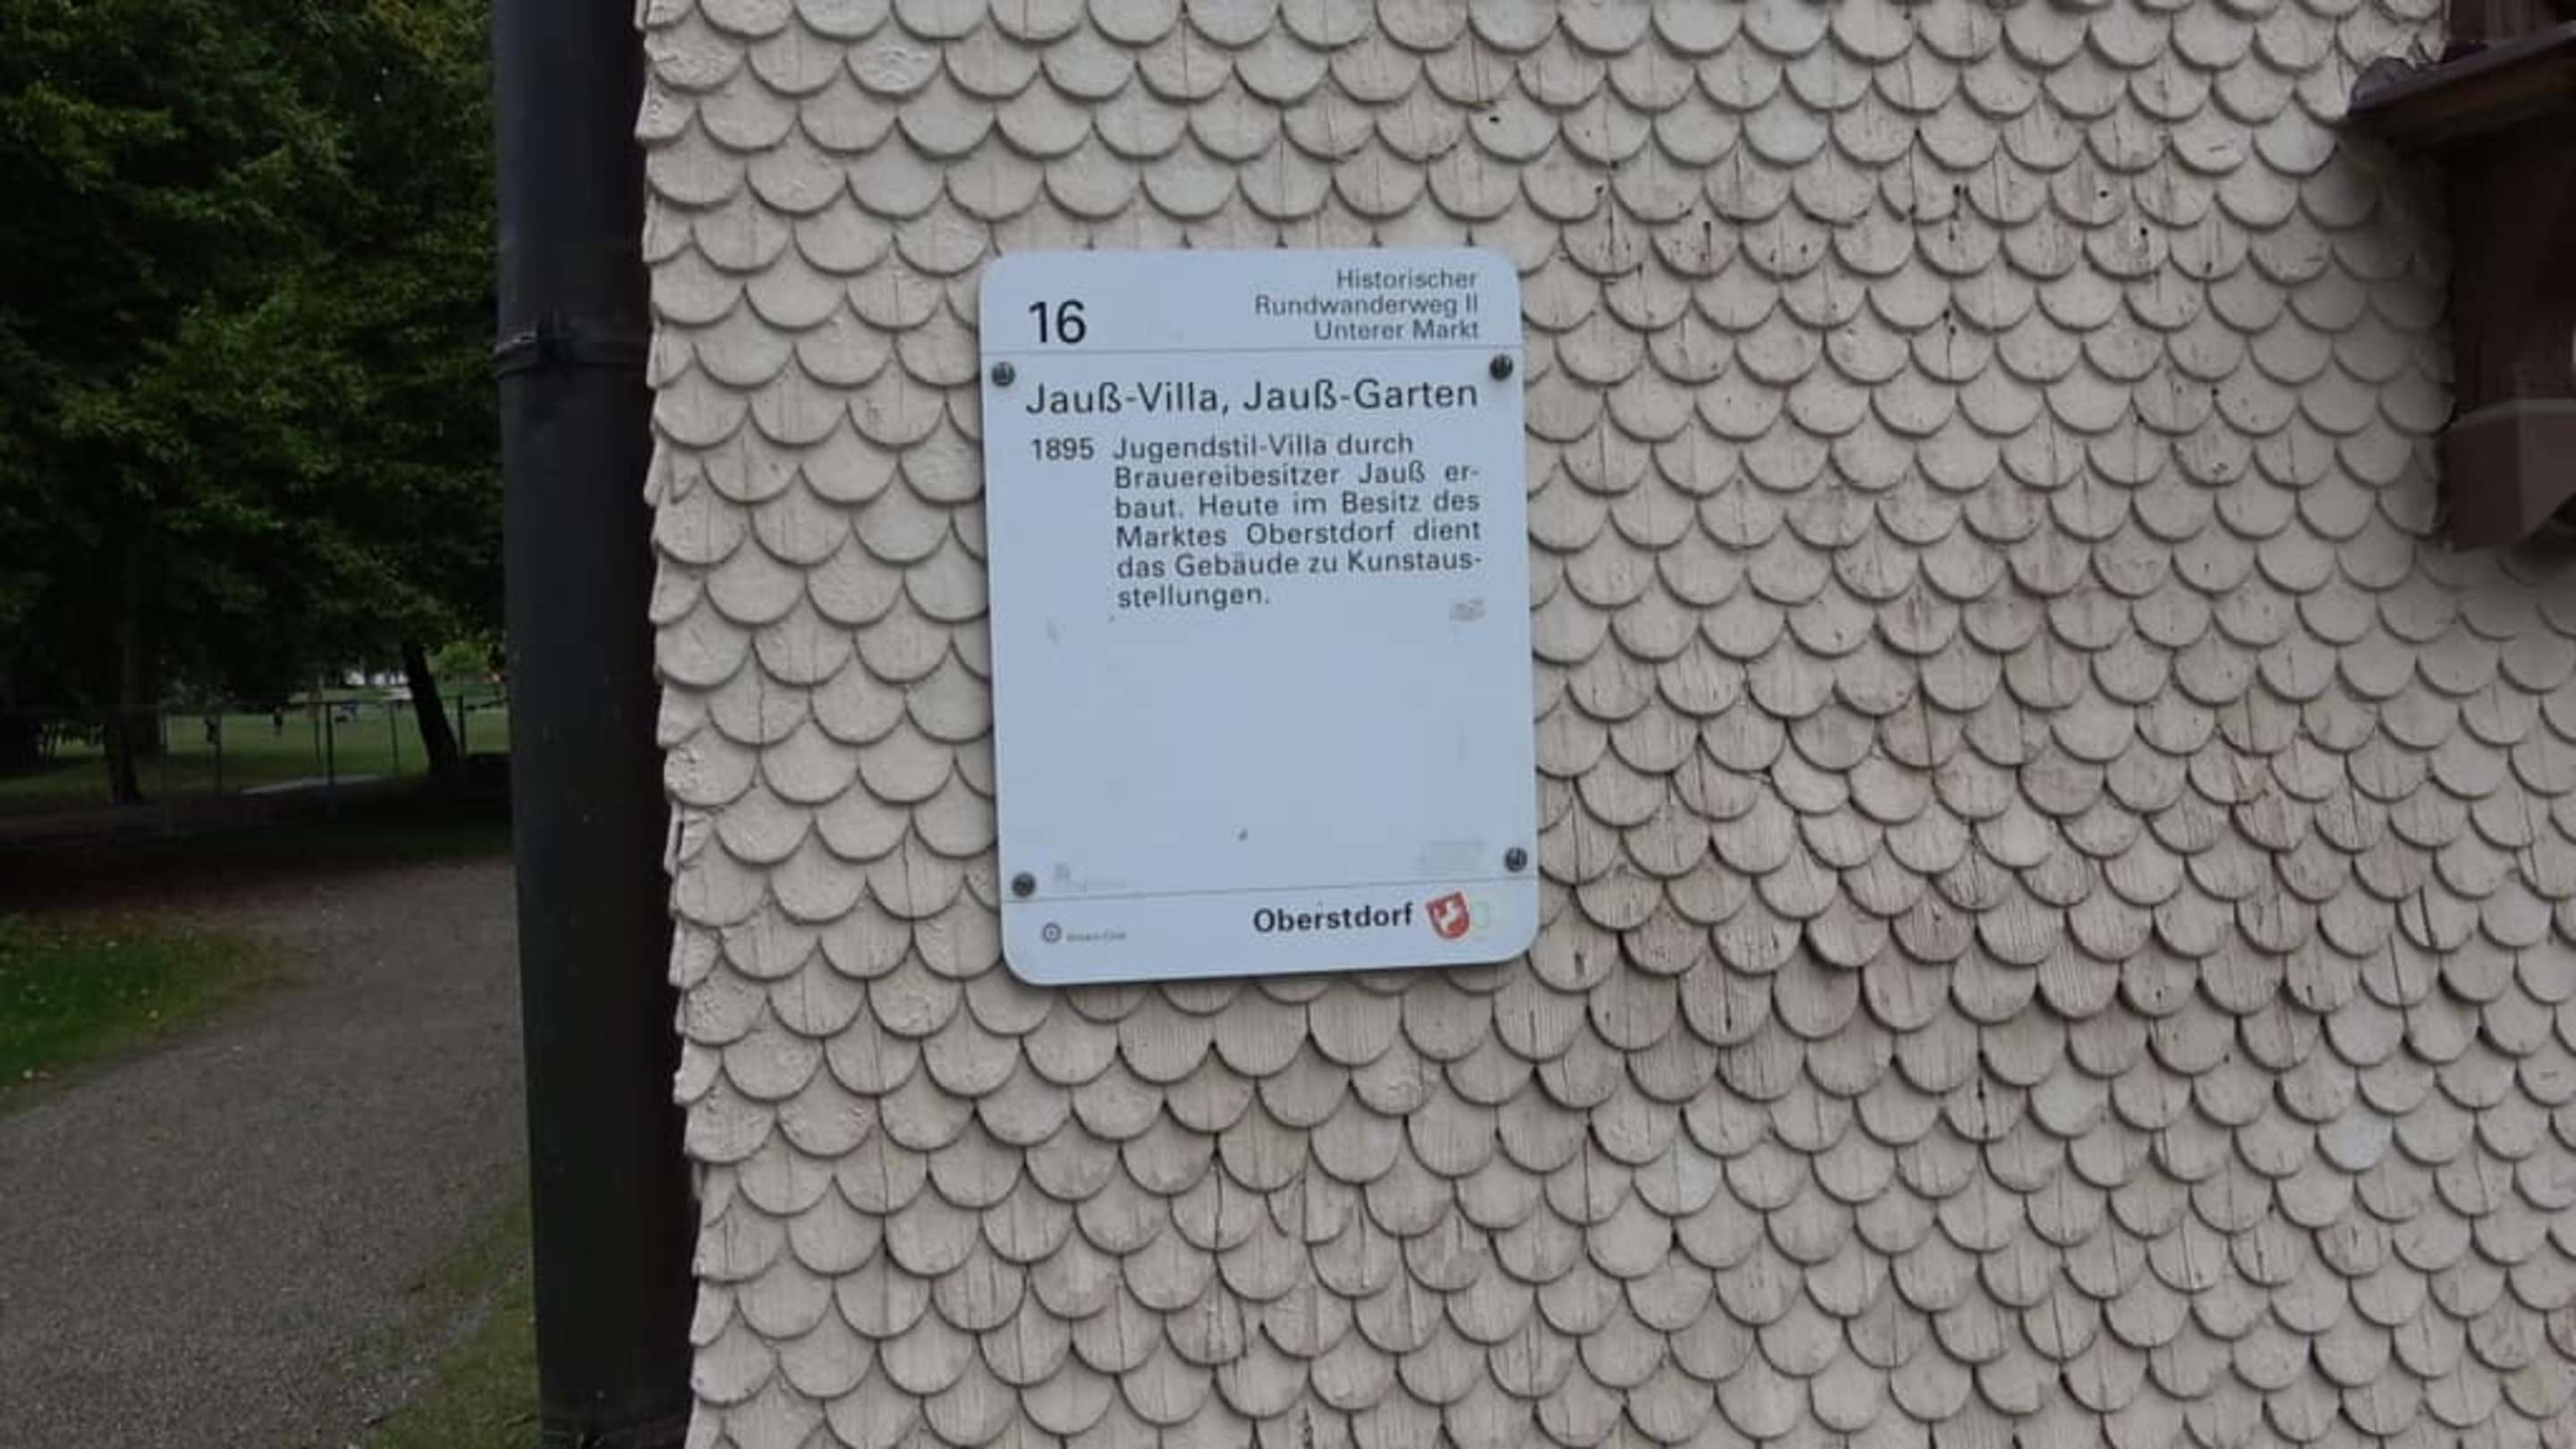 16
Historischer
Rundwanderweg II
Unterer Markt
Jauß-Villa, Jauß-Garten
1895 Jugendstil-Villa durch
Brauereibesitzer Jauß er-
baut. Heute im Besitz des
Marktes Oberstdorf dient
das Gebäude zu Kunstaus-
stellungen.
Oberstdorf